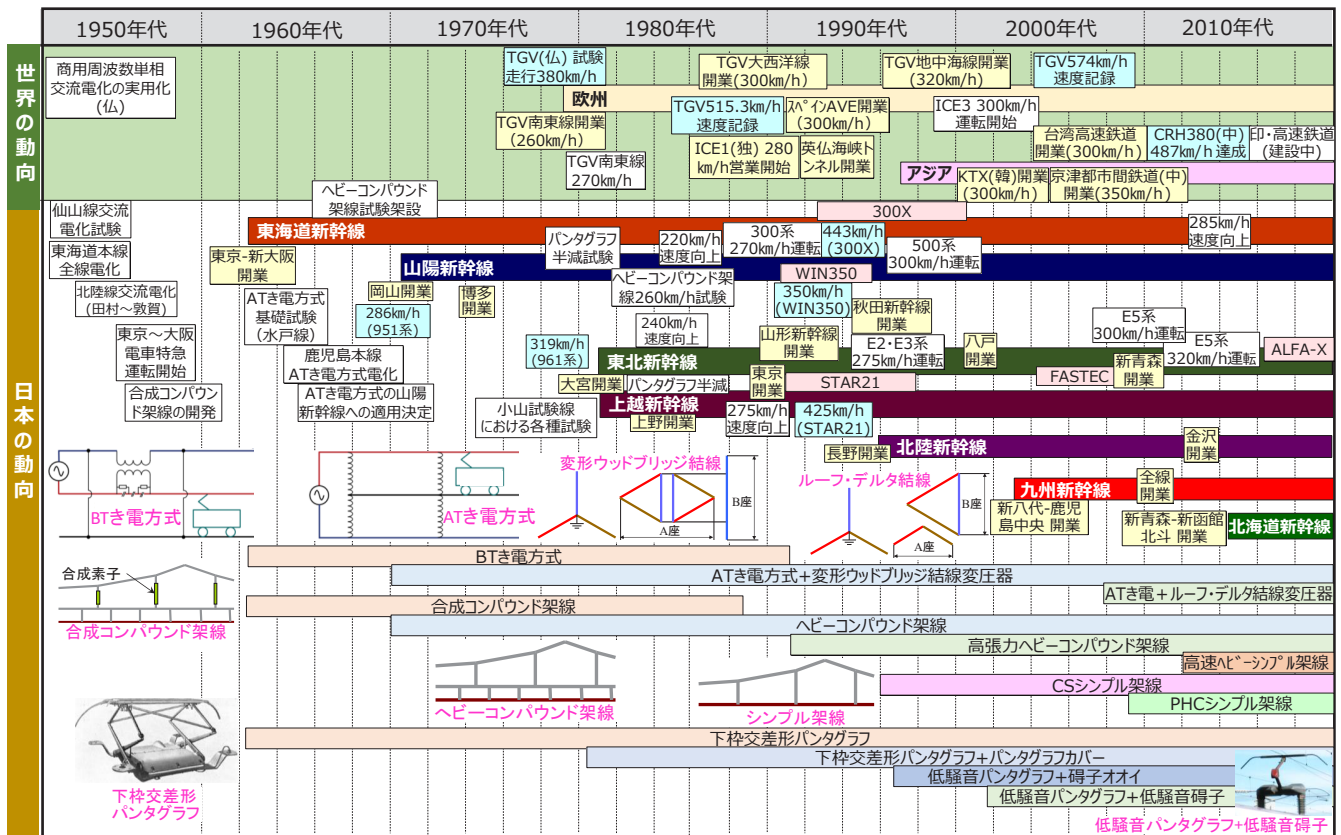 1950年代
1960年代
1970年代
1980年代
1990年代
2000年代
2010年代
世界の動向
商用周波数単相
交流電化の実用化
(仏)
TGV(仏) 試験
走行380km/h
TGV大西洋線
開業(300km/h)
TGV地中海線開業
(320km/h)
TGV574km/h
速度記録
欧州
TGV南東線開業
(260km/h)
TGV515.3km/h
速度記録
スペインAVE開業
(300km/h)
ICE3 300km/h
運転開始
TGV南東線
270km/h
ICE1(独) 280
km/h営業開始
英仏海峡ト
ンネル開業
台湾高速鉄道
開業(300km/h)
CRH380(中)
487km/h 達成
印・高速鉄道
(建設中)
アジア
KTX(韓)開業
(300km/h)
京津都市間鉄道(中)
開業(350km/h)
日本の動向
ヘビーコンパウンド
架線試験架設
仙山線交流
電化試験
東海道新幹線
300X
東海道本線
全線電化
東京-新大阪
開業
パンタグラフ
半減試験
220km/h
速度向上
300系
270km/h運転
443km/h
(300X)
500系
300km/h運転
285km/h
速度向上
山陽新幹線
WIN350
北陸線交流電化
(田村～敦賀)
ATき電方式
基礎試験
(水戸線)
岡山開業
博多
開業
ヘビーコンパウンド架
線260km/h試験
350km/h
(WIN350)
秋田新幹線
開業
286km/h
(951系)
東京～大阪
電車特急
運転開始
鹿児島本線
ATき電方式電化
319km/h
(961系)
240km/h
速度向上
山形新幹線
開業
E2・E3系
275km/h運転
八戸
開業
E5系
300km/h運転
E5系
320km/h運転
ALFA-X
東北新幹線
新青森
開業
合成コンパウン
ド架線の開発
ATき電方式の山陽
新幹線への適用決定
大宮開業
パンタグラフ半減
東京
開業
STAR21
FASTEC
上越新幹線
小山試験線
における各種試験
上野開業
275km/h
速度向上
425km/h
(STAR21)
長野開業
北陸新幹線
金沢
開業
BTき電方式
ATき電方式
変形ウッドブリッジ結線
A座
B座
ルーフ・デルタ結線
A座
B座
九州新幹線
全線
開業
新八代-鹿児
島中央 開業
新青森-新函館
北斗 開業
北海道新幹線
BTき電方式
合成素子
ATき電方式+変形ウッドブリッジ結線変圧器
ATき電+ルーフ・デルタ結線変圧器
合成コンパウンド架線
合成コンパウンド架線
ヘビーコンパウンド架線
高張力ヘビーコンパウンド架線
高速ヘビーシンプル架線
ヘビーコンパウンド架線
シンプル架線
CSシンプル架線
PHCシンプル架線
下枠交差形パンタグラフ
下枠交差形パンタグラフ+パンタグラフカバー
低騒音パンタグラフ+碍子オオイ
低騒音パンタグラフ+低騒音碍子
下枠交差形
パンタグラフ
低騒音パンタグラフ+低騒音碍子